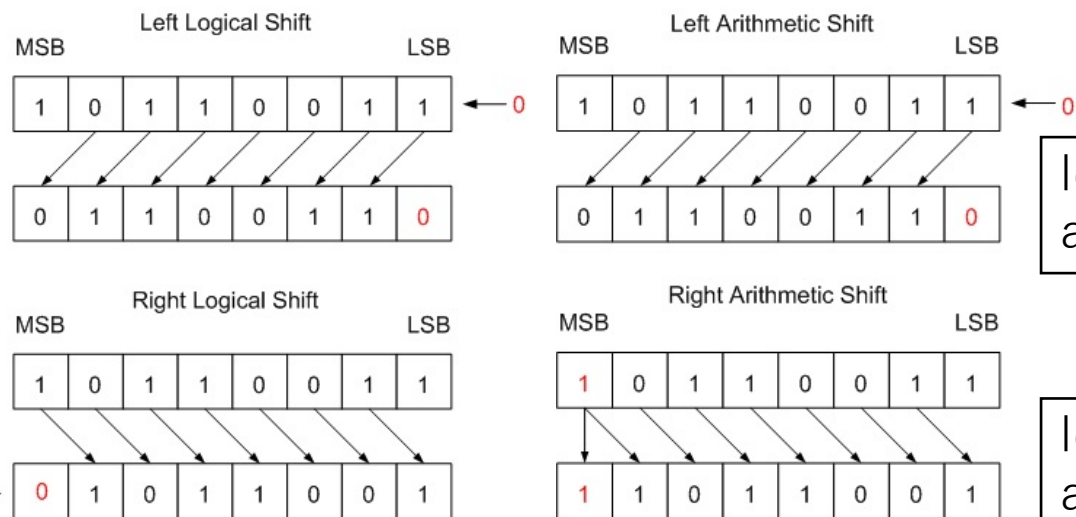 Left Logical Shift
MSB LSB
1 0 1 1 0 0 1 1 0
0 1 1 0 0 1 1 0
Left Arithmetic Shift
MSB LSB
1 0 1 1 0 0 1 1 0
0 1 1 0 0 1 1 0
Right Logical Shift
MSB LSB
1 0 1 1 0 0 1 1
0 1 0 1 1 0 0 1
Right Arithmetic Shift
MSB LSB
1 0 1 1 0 0 1 1
1 1 0 1 1 0 0 1